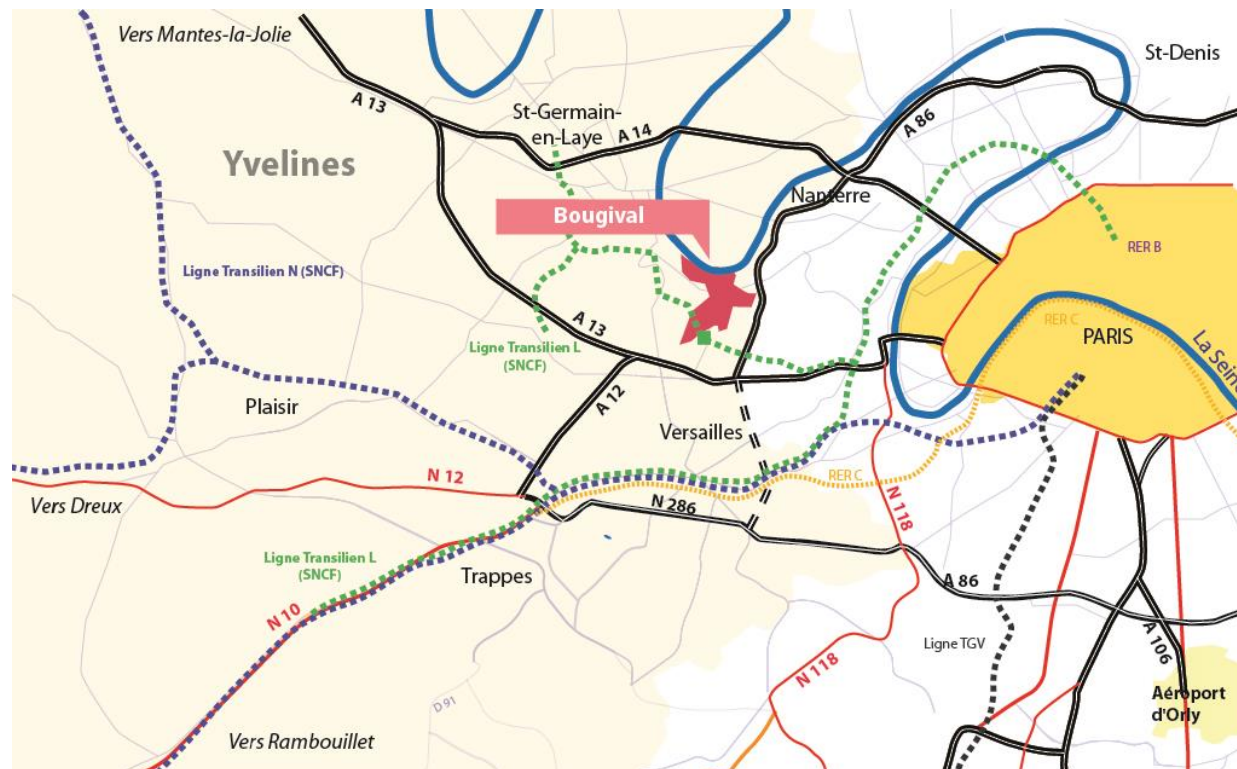 Vers Mantes-la-Jolie
St-Denis
A 13
St-Germain-
en-Laye
A 14
A 86
Yvelines
Nanterre
Bougival
RER B
Ligne Transilien N (SNCF)
A 13
RER C
PARIS
La Seine
Ligne Transilien L
(SNCF)
A 12
Plaisir
Versailles
N 12
RER C
Vers Dreux
N 286
N 118
Ligne Transilien L
(SNCF)
Trappes
A 86
N 10
Ligne TGV
A 106
N 118
D 91
Aéroport
d'Orly
Vers Rambouillet